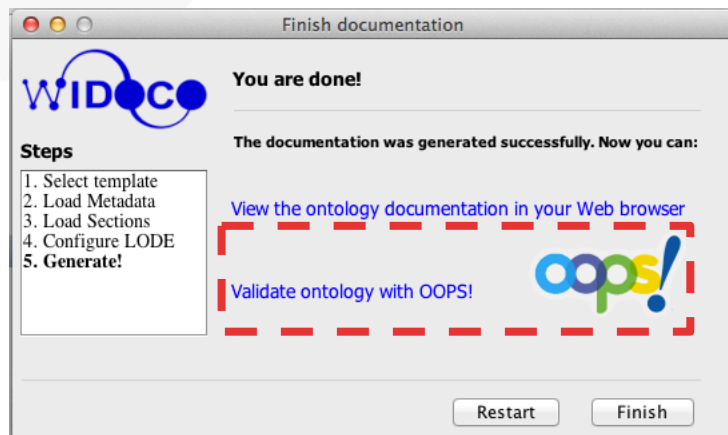 Finish documentation
WIDOCO
You are done!
Steps
The documentation was generated successfully. Now you can:
1. Select template
2. Load Metadata
3. Load Sections
4. Configure LODE
5. Generate!
View the ontology documentation in your Web browser
oops!
Validate ontology with OOPS!
Restart
Finish